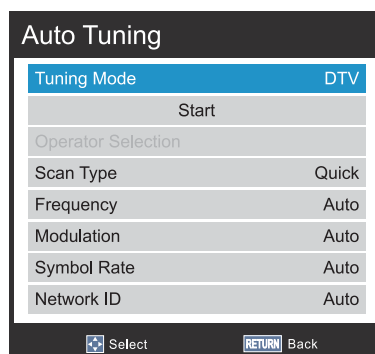 Auto Tuning
Tuning Mode DTV
Start
Operator Selection
Scan Type Quick
Frequency Auto
Modulation Auto
Symbol Rate Auto
Network ID Auto
Select RETURN Back